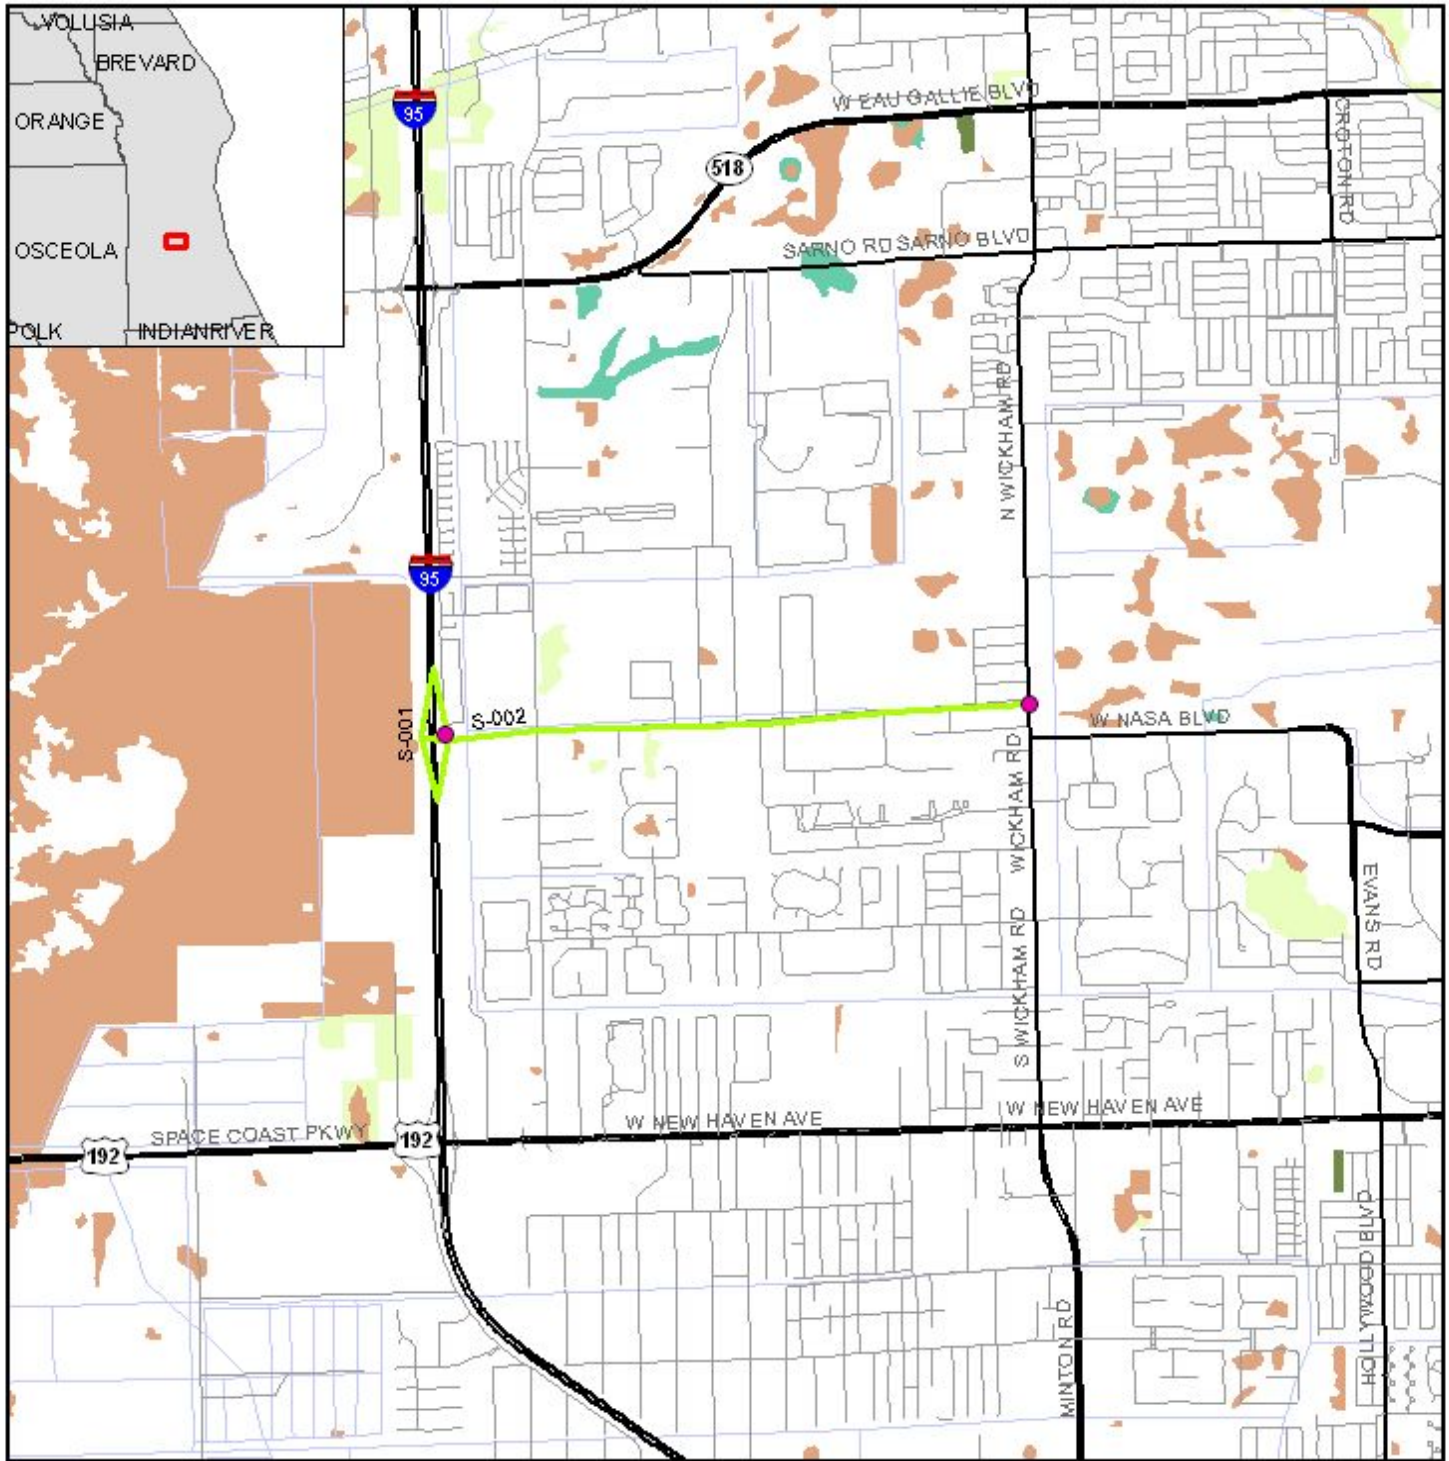 VOLUSIA
BREVARD
ORANGE
OSCEOLA
POLK
INDIANRIVER
95
W EAU GALLIE BLVD
518
CROTON RD
SARNO RD SARNO BLVD
N WICKHAM RD
95
S-001
S-002
W NASA BLVD
WICKHAM RD
EVANS RD
S WICKHAM RD
W NEW HAVEN AVE
W NEW HAVEN AVE
SPACE COAST PKWY
192
192
HOLLYWOOD BLVD
MINTON RD